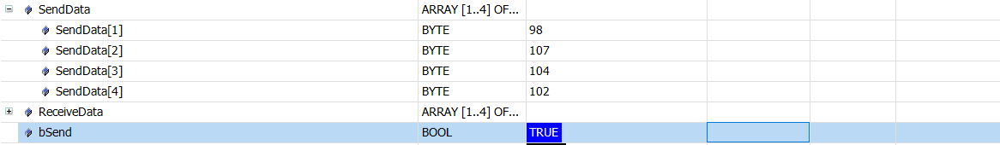 SendData ARRAY [1..4] OF...
SendData[1] BYTE 98
SendData[2] BYTE 107
SendData[3] BYTE 104
SendData[4] BYTE 102
ReceiveData ARRAY [1..4] OF...
bSend BOOL TRUE